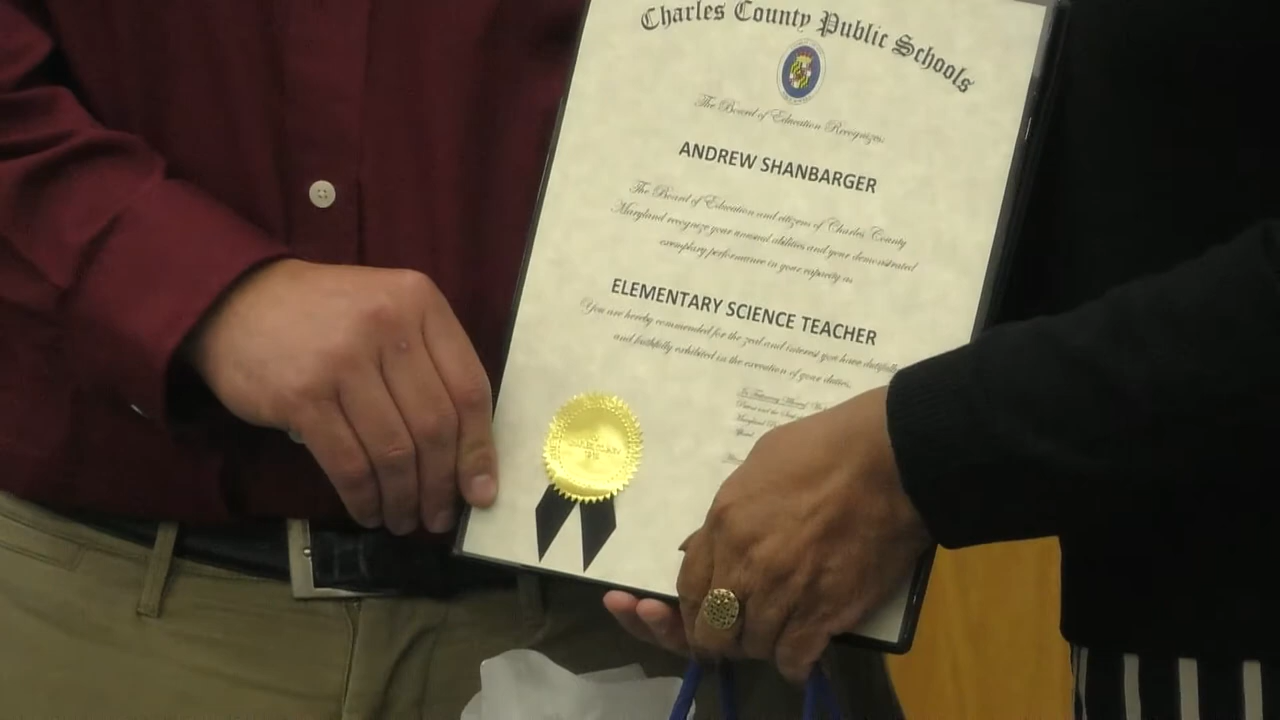 Charles County Public Schools
The Board of Education Recognizes:
ANDREW SHANBARGER
The Board of Education and citizens of Charles County
Maryland recognize your unusual abilities and your demonstrated
exemplary performance in your capacity as
ELEMENTARY SCIENCE TEACHER
You are hereby commended for the zeal and interest you have dutifully
and faithfully exhibited in the execution of your duties.
In Testimony Whereof